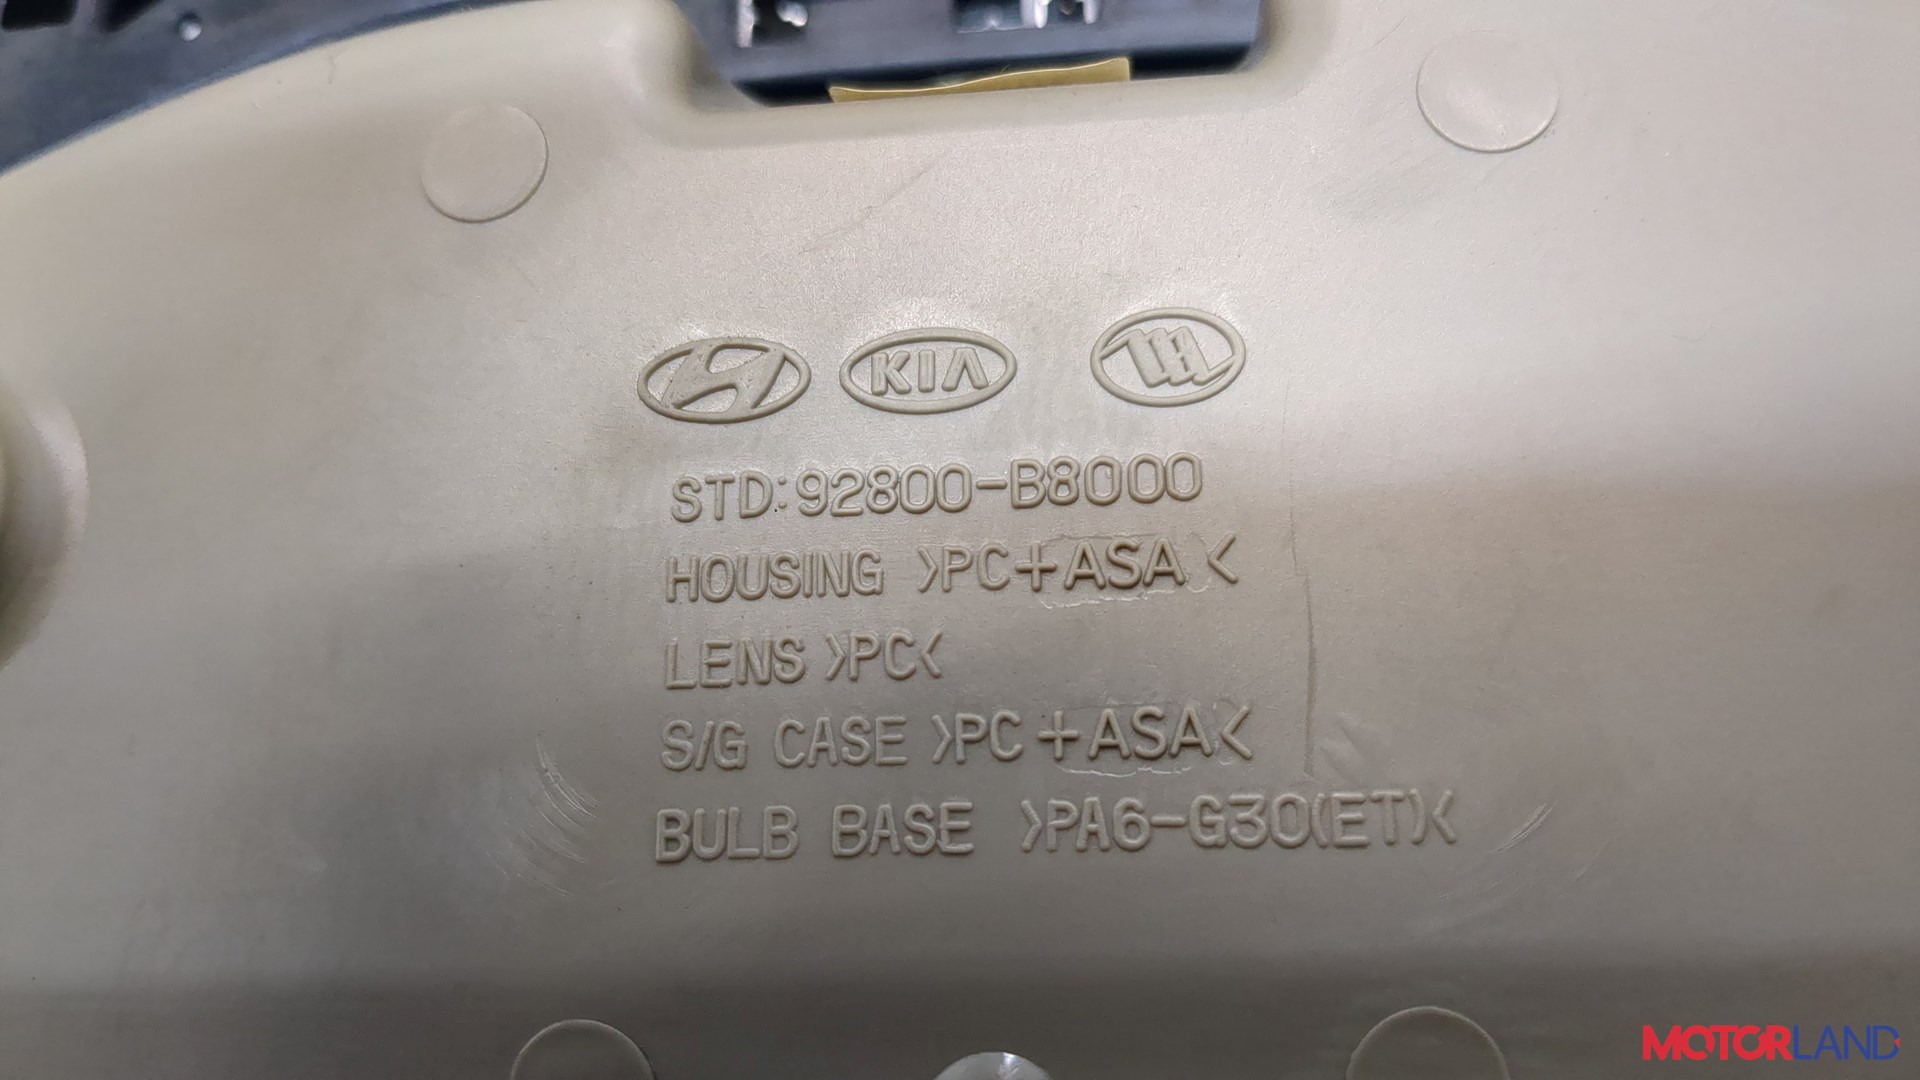 KIA
STD:92800-B8000
HOUSING >PC+ASA<
LENS >PC<
S/G CASE >PC+ASA<
BULB BASE >PA6-G30(ET)<
MOTORLAND